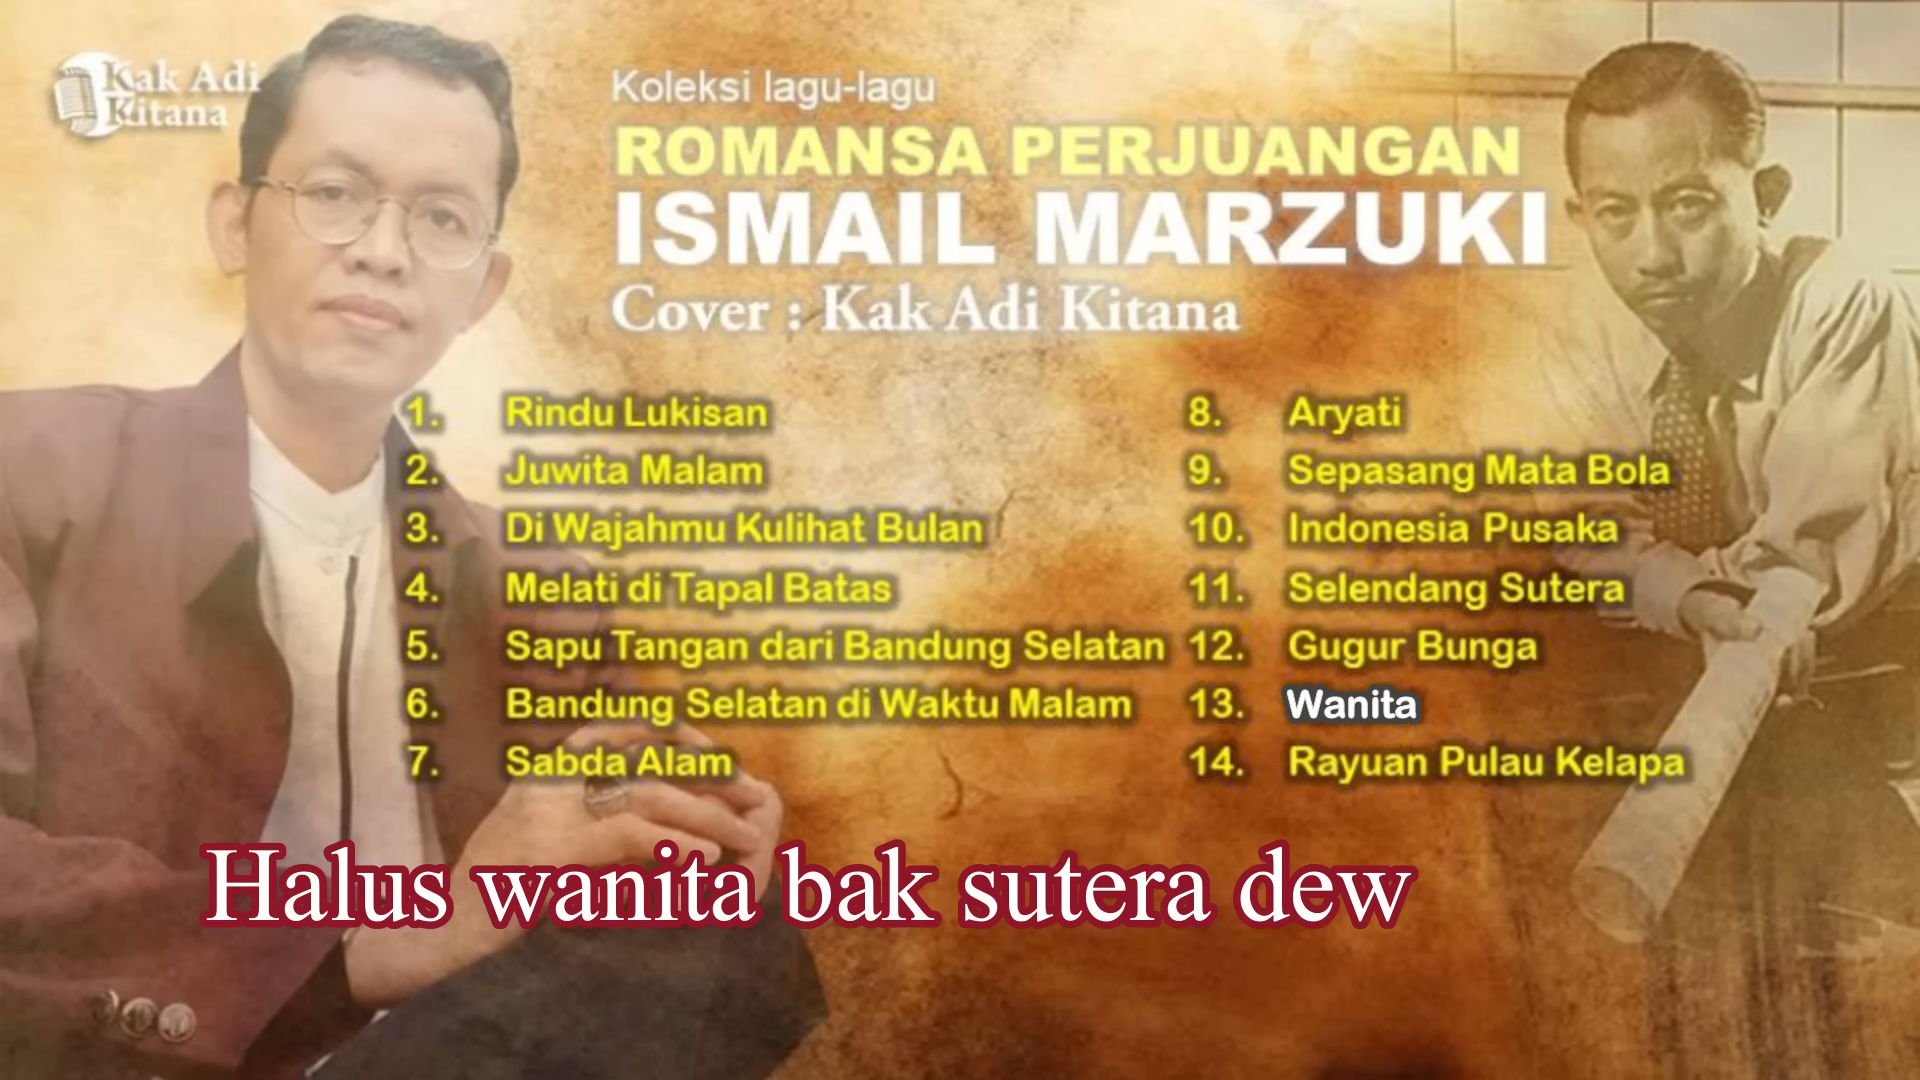 Kak Adi
Kitana
Koleksi lagu-lagu
ROMANSA PERJUANGAN
ISMAIL MARZUKI
Cover : Kak Adi Kitana
1. Rindu Lukisan
2. Juwita Malam
3. Di Wajahmu Kulihat Bulan
4. Melati di Tapal Batas
5. Sapu Tangan dari Bandung Selatan
6. Bandung Selatan di Waktu Malam
7. Sabda Alam
8. Aryati
9. Sepasang Mata Bola
10. Indonesia Pusaka
11. Selendang Sutera
12. Gugur Bunga
13. Wanita
14. Rayuan Pulau Kelapa
Halus wanita bak sutera dew